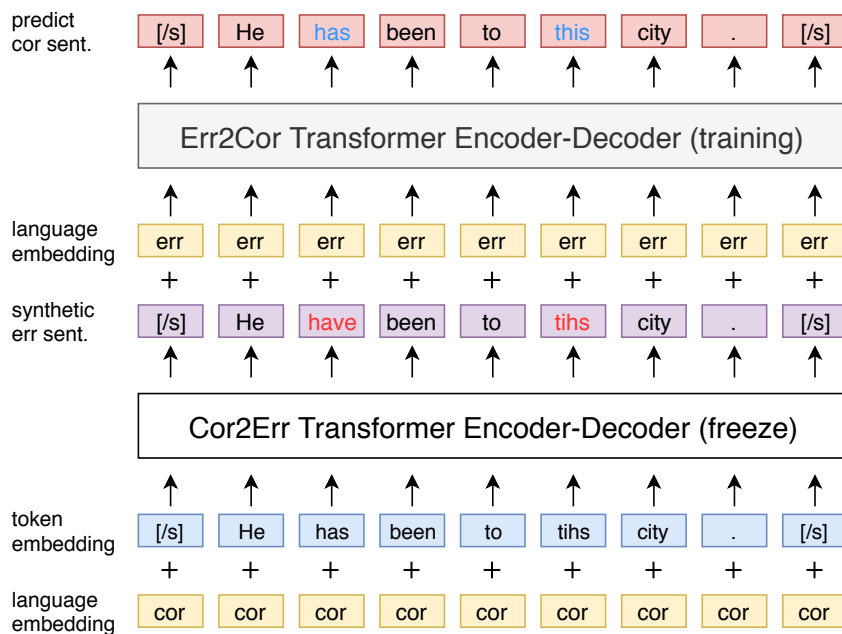 predict
cor sent.
[/s] He has been to this city . [/s]
Err2Cor Transformer Encoder-Decoder (training)
language
embedding
err err err err err err err err err
+ + + + + + + + +
synthetic
err sent.
[/s] He have been to tihs city . [/s]
Cor2Err Transformer Encoder-Decoder (freeze)
token
embedding
[/s] He has been to tihs city . [/s]
+ + + + + + + + +
language
embedding
cor cor cor cor cor cor cor cor cor